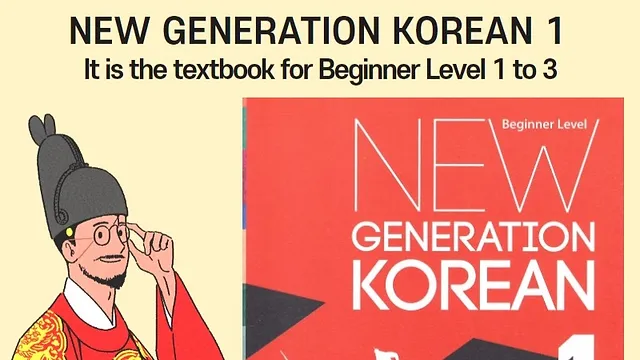 NEW GENERATION KOREAN 1
It is the textbook for Beginner Level 1 to 3
Beginner Level
NEW
GENERATION
KOREAN
1